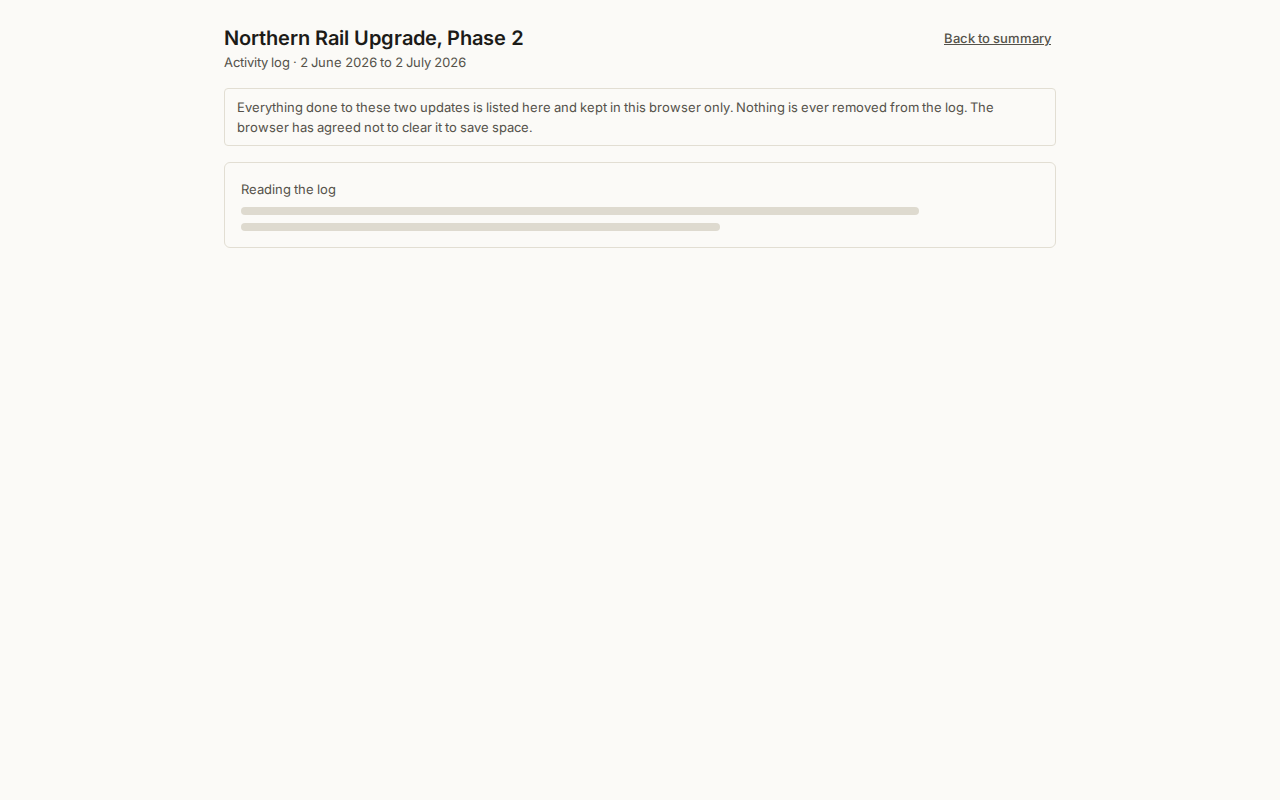 Northern Rail Upgrade, Phase 2
Back to summary
Activity log · 2 June 2026 to 2 July 2026
Everything done to these two updates is listed here and kept in this browser only. Nothing is ever removed from the log. The
browser has agreed not to clear it to save space.
Reading the log